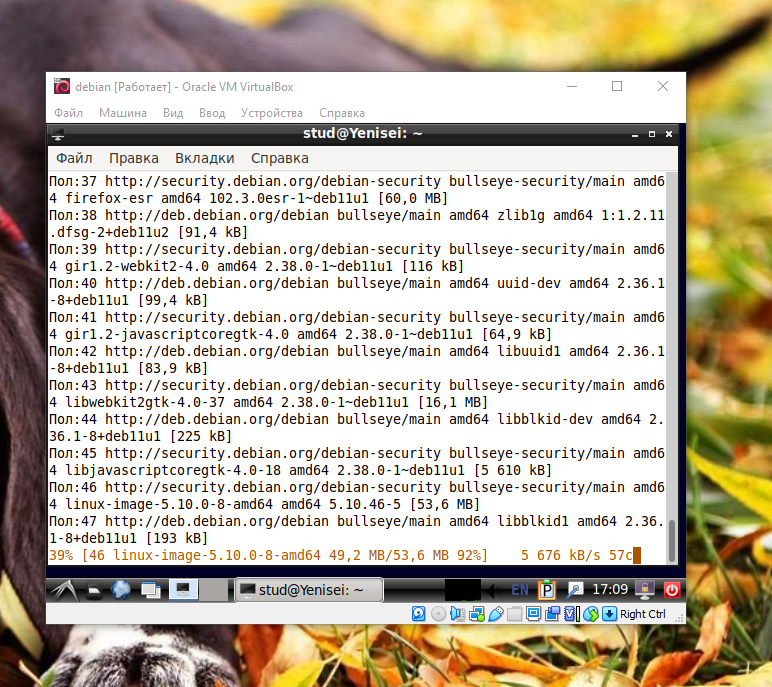 debian [Работает] - Oracle VM VirtualBox
Файл Машина Вид Ввод Устройства Справка
stud@Yenisei: ~
Файл Правка Вкладки Справка
Пол:37 http://security.debian.org/debian-security bullseye-security/main amd6
4 firefox-esr amd64 102.3.0esr-1~deb11u1 [60,0 MB]
Пол:38 http://deb.debian.org/debian bullseye/main amd64 zlib1g amd64 1:1.2.11
.dfsg-2+deb11u2 [91,4 kB]
Пол:39 http://security.debian.org/debian-security bullseye-security/main amd6
4 gir1.2-webkit2-4.0 amd64 2.38.0-1~deb11u1 [116 kB]
Пол:40 http://deb.debian.org/debian bullseye/main amd64 uuid-dev amd64 2.36.1
-8+deb11u1 [99,4 kB]
Пол:41 http://security.debian.org/debian-security bullseye-security/main amd6
4 gir1.2-javascriptcoregtk-4.0 amd64 2.38.0-1~deb11u1 [64,9 kB]
Пол:42 http://deb.debian.org/debian bullseye/main amd64 libuuid1 amd64 2.36.1
-8+deb11u1 [83,9 kB]
Пол:43 http://security.debian.org/debian-security bullseye-security/main amd6
4 libwebkit2gtk-4.0-37 amd64 2.38.0-1~deb11u1 [16,1 MB]
Пол:44 http://deb.debian.org/debian bullseye/main amd64 libblkid-dev amd64 2.
36.1-8+deb11u1 [225 kB]
Пол:45 http://security.debian.org/debian-security bullseye-security/main amd6
4 libjavascriptcoregtk-4.0-18 amd64 2.38.0-1~deb11u1 [5 610 kB]
Пол:46 http://security.debian.org/debian-security bullseye-security/main amd6
4 linux-image-5.10.0-8-amd64 amd64 5.10.46-5 [53,6 MB]
Пол:47 http://deb.debian.org/debian bullseye/main amd64 libblkid1 amd64 2.36.
1-8+deb11u1 [193 kB]
39% [46 linux-image-5.10.0-8-amd64 49,2 MB/53,6 MB 92%] 5 676 kB/s 57с
stud@Yenisei: ~ EN P 17:09
Right Ctrl